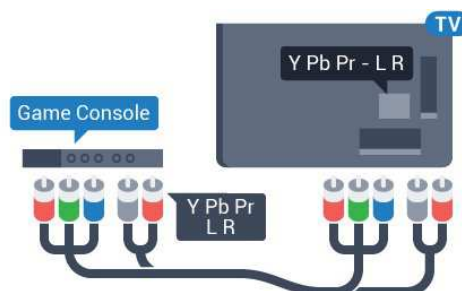 TV
Y Pb Pr - L R
Game Console
Y Pb Pr
L R